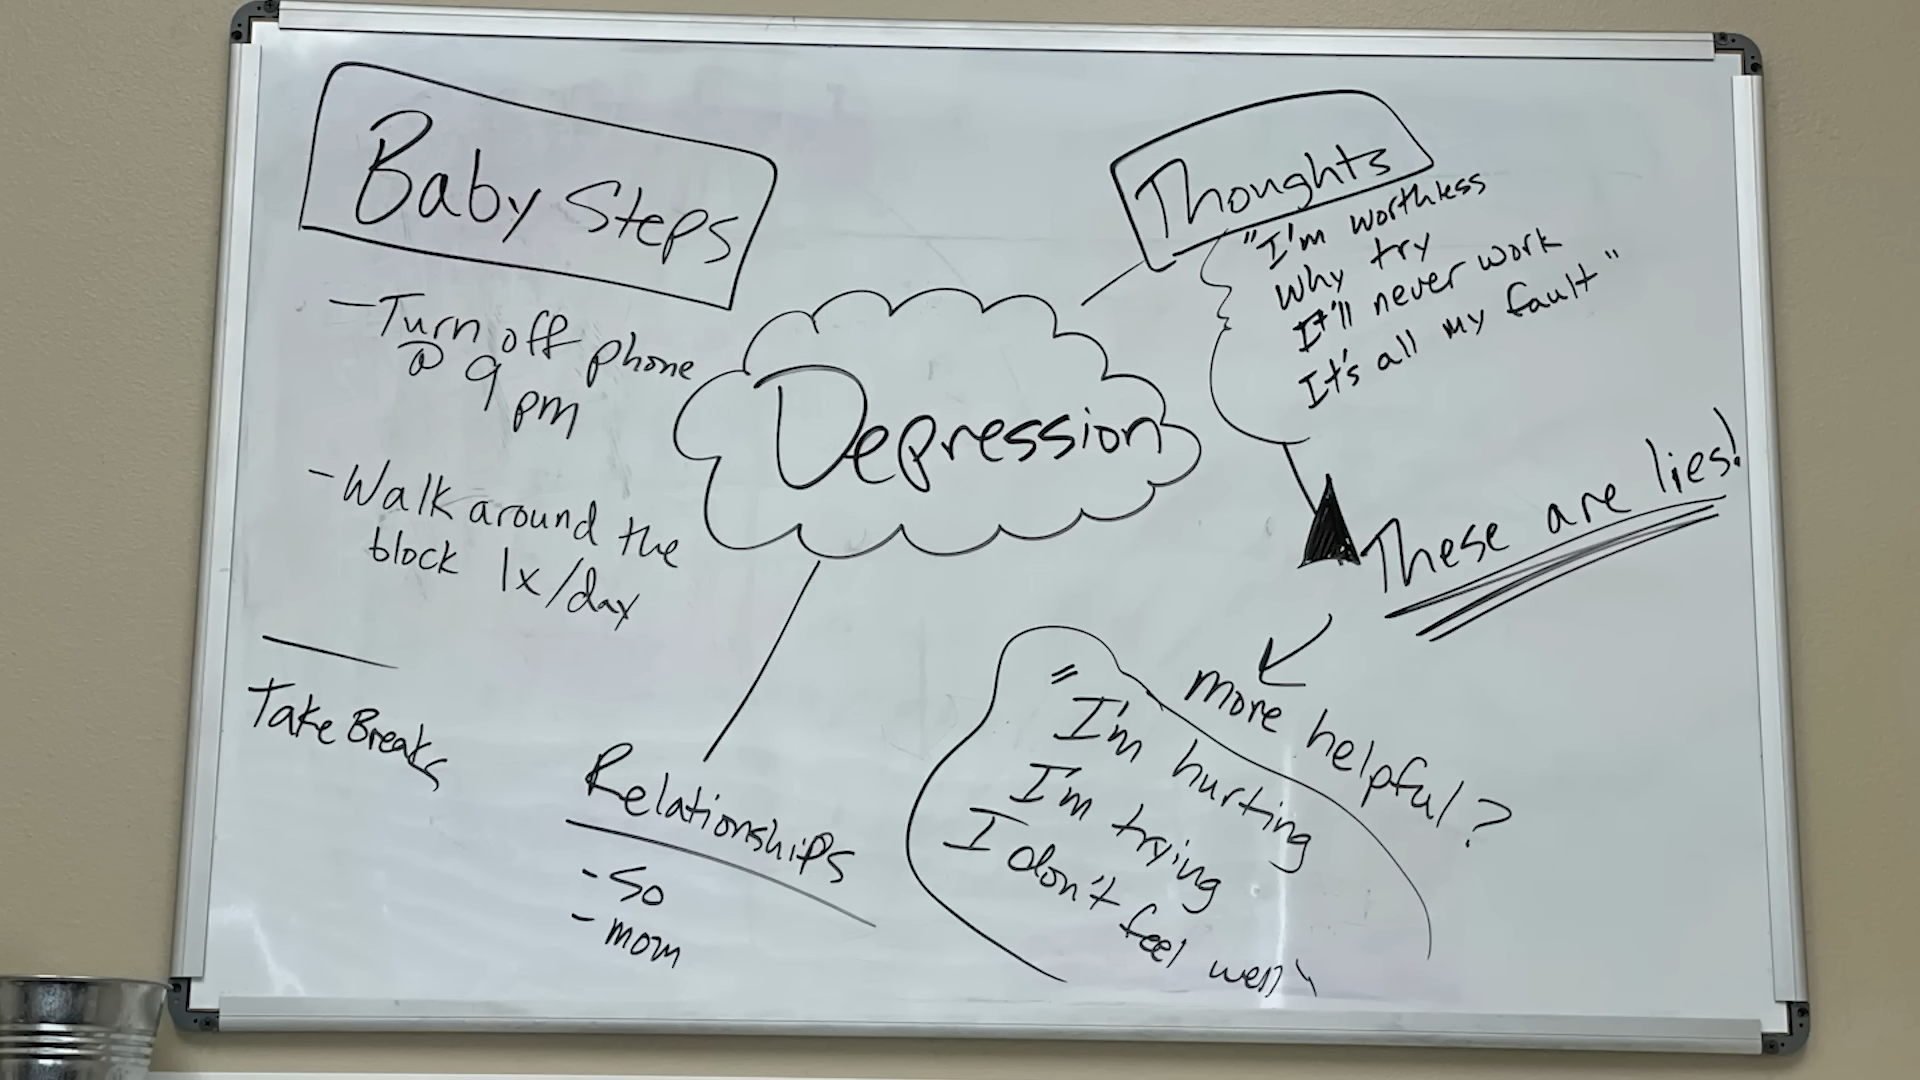 Baby Steps
- Turn off phone
@ 9
pm
- Walk around the
block 1x/day
Take Breaks
Depression
Relationships
- SO
- mom
Thoughts
"I'm worthless
Why try
It'll never work
It's all my fault"
These are lies!
more helpful?
"I'm hurting
I'm trying
I don't feel well"